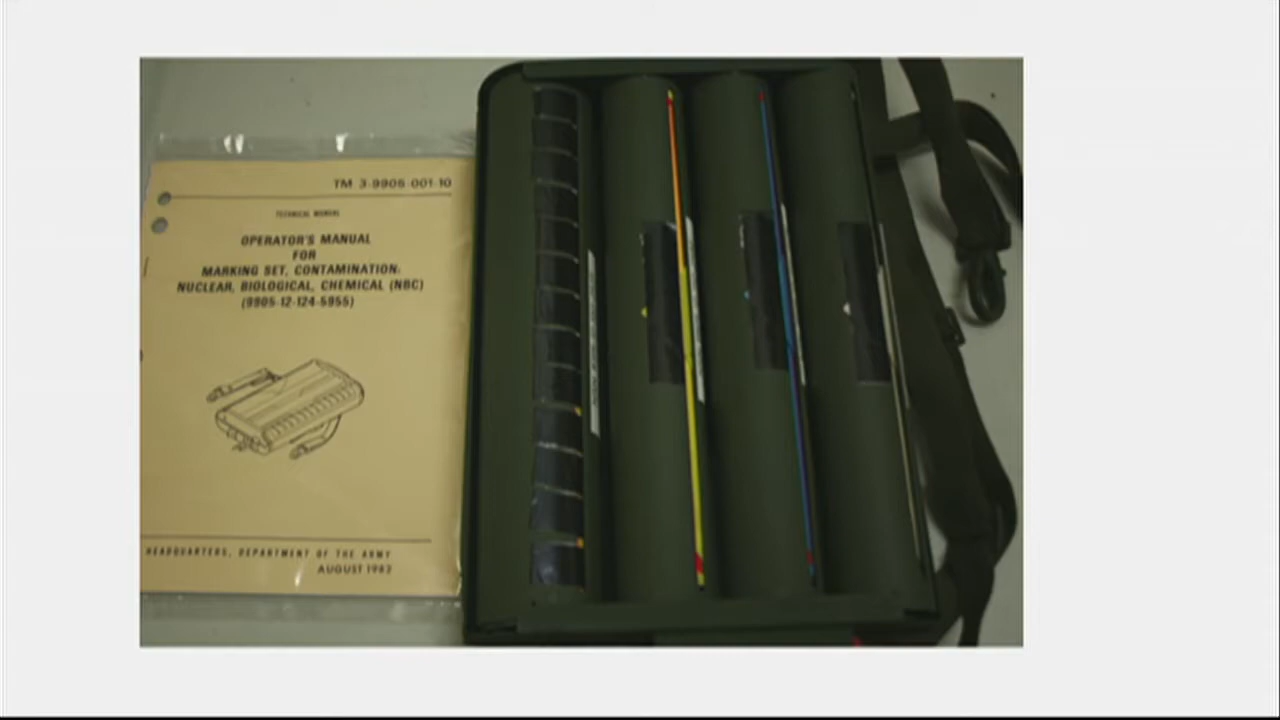 TM 3-9905-001-10
TECHNICAL MANUAL
OPERATOR'S MANUAL
FOR
MARKING SET, CONTAMINATION:
NUCLEAR, BIOLOGICAL, CHEMICAL (NBC)
(9905-12-124-5955)
HEADQUARTERS, DEPARTMENT OF THE ARMY
AUGUST 1982